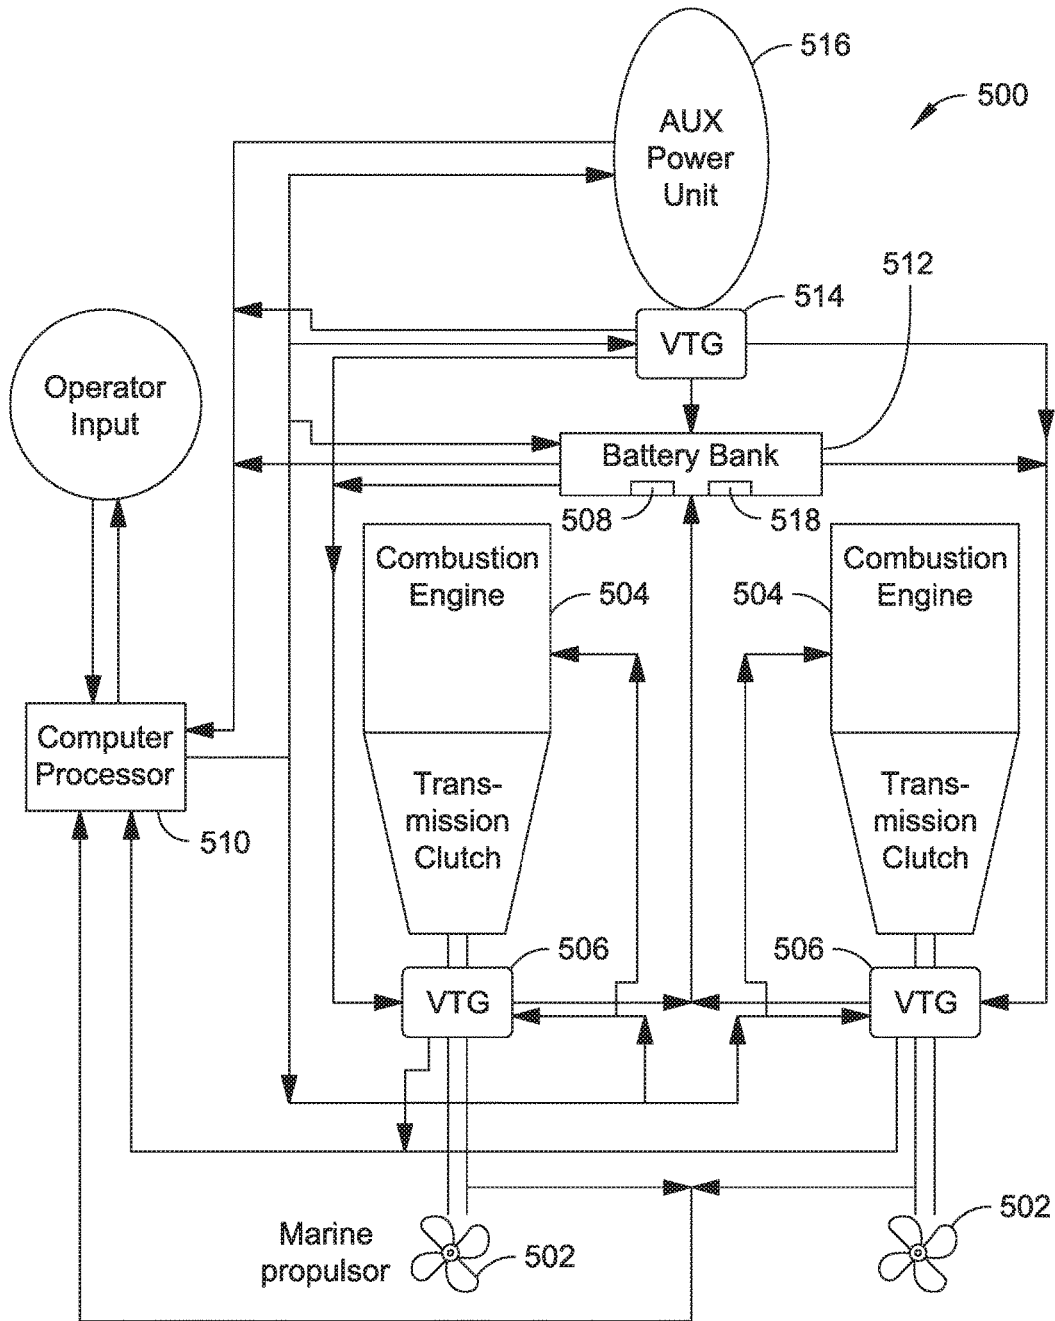 516
500
AUX
Power
Unit
512
514
VTG
Operator
Input
Battery Bank
508
518
Combustion
Engine
504
504
Combustion
Engine
Computer
Processor
510
Trans-
mission
Clutch
Trans-
mission
Clutch
506
506
VTG
VTG
Marine
propulsor
502
502